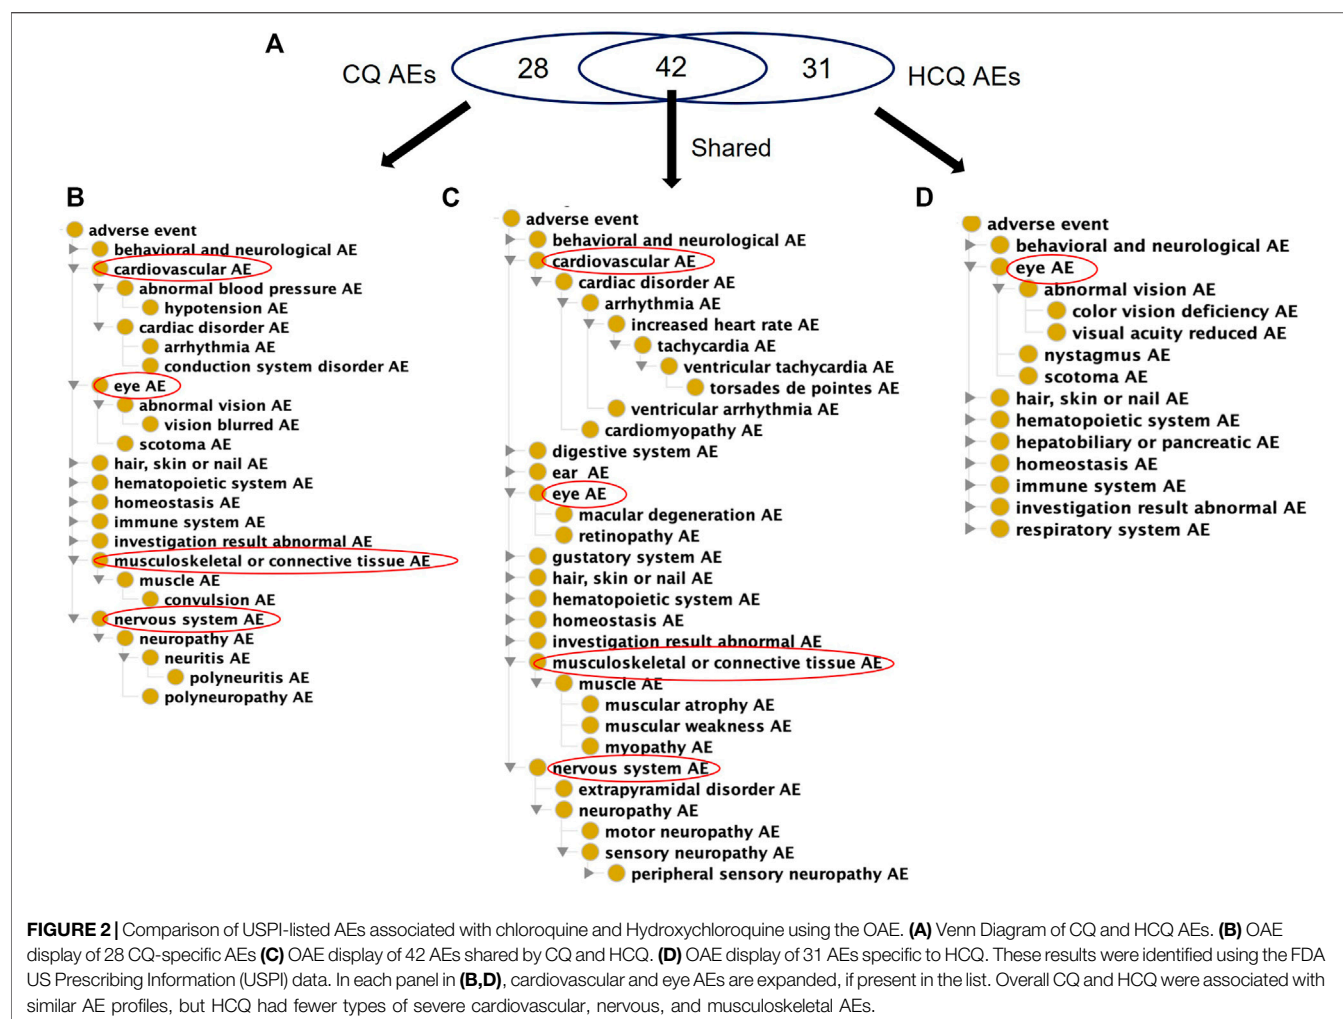 A
CQ AEs
28
42
31
HCQ AEs
Shared
B
adverse event
behavioral and neurological AE
cardiovascular AE
abnormal blood pressure AE
hypotension AE
cardiac disorder AE
arrhythmia AE
conduction system disorder AE
eye AE
abnormal vision AE
vision blurred AE
scotoma AE
hair, skin or nail AE
hematopoietic system AE
homeostasis AE
immune system AE
investigation result abnormal AE
musculoskeletal or connective tissue AE
muscle AE
convulsion AE
nervous system AE
neuropathy AE
neuritis AE
polyneuritis AE
polyneuropathy AE
C
adverse event
behavioral and neurological AE
cardiovascular AE
cardiac disorder AE
arrhythmia AE
increased heart rate AE
tachycardia AE
ventricular tachycardia AE
torsades de pointes AE
ventricular arrhythmia AE
cardiomyopathy AE
digestive system AE
ear AE
eye AE
macular degeneration AE
retinopathy AE
gustatory system AE
hair, skin or nail AE
hematopoietic system AE
homeostasis AE
investigation result abnormal AE
musculoskeletal or connective tissue AE
muscle AE
muscular atrophy AE
muscular weakness AE
myopathy AE
nervous system AE
extrapyramidal disorder AE
neuropathy AE
motor neuropathy AE
sensory neuropathy AE
peripheral sensory neuropathy AE
D
adverse event
behavioral and neurological AE
eye AE
abnormal vision AE
color vision deficiency AE
visual acuity reduced AE
nystagmus AE
scotoma AE
hair, skin or nail AE
hematopoietic system AE
hepatobiliary or pancreatic AE
homeostasis AE
immune system AE
investigation result abnormal AE
respiratory system AE
FIGURE 2 | Comparison of USPI-listed AEs associated with chloroquine and Hydroxychloroquine using the OAE. (A) Venn Diagram of CQ and HCQ AEs. (B) OAE
display of 28 CQ-specific AEs (C) OAE display of 42 AEs shared by CQ and HCQ. (D) OAE display of 31 AEs specific to HCQ. These results were identified using the FDA
US Prescribing Information (USPI) data. In each panel in (B,D), cardiovascular and eye AEs are expanded, if present in the list. Overall CQ and HCQ were associated with
similar AE profiles, but HCQ had fewer types of severe cardiovascular, nervous, and musculoskeletal AEs.